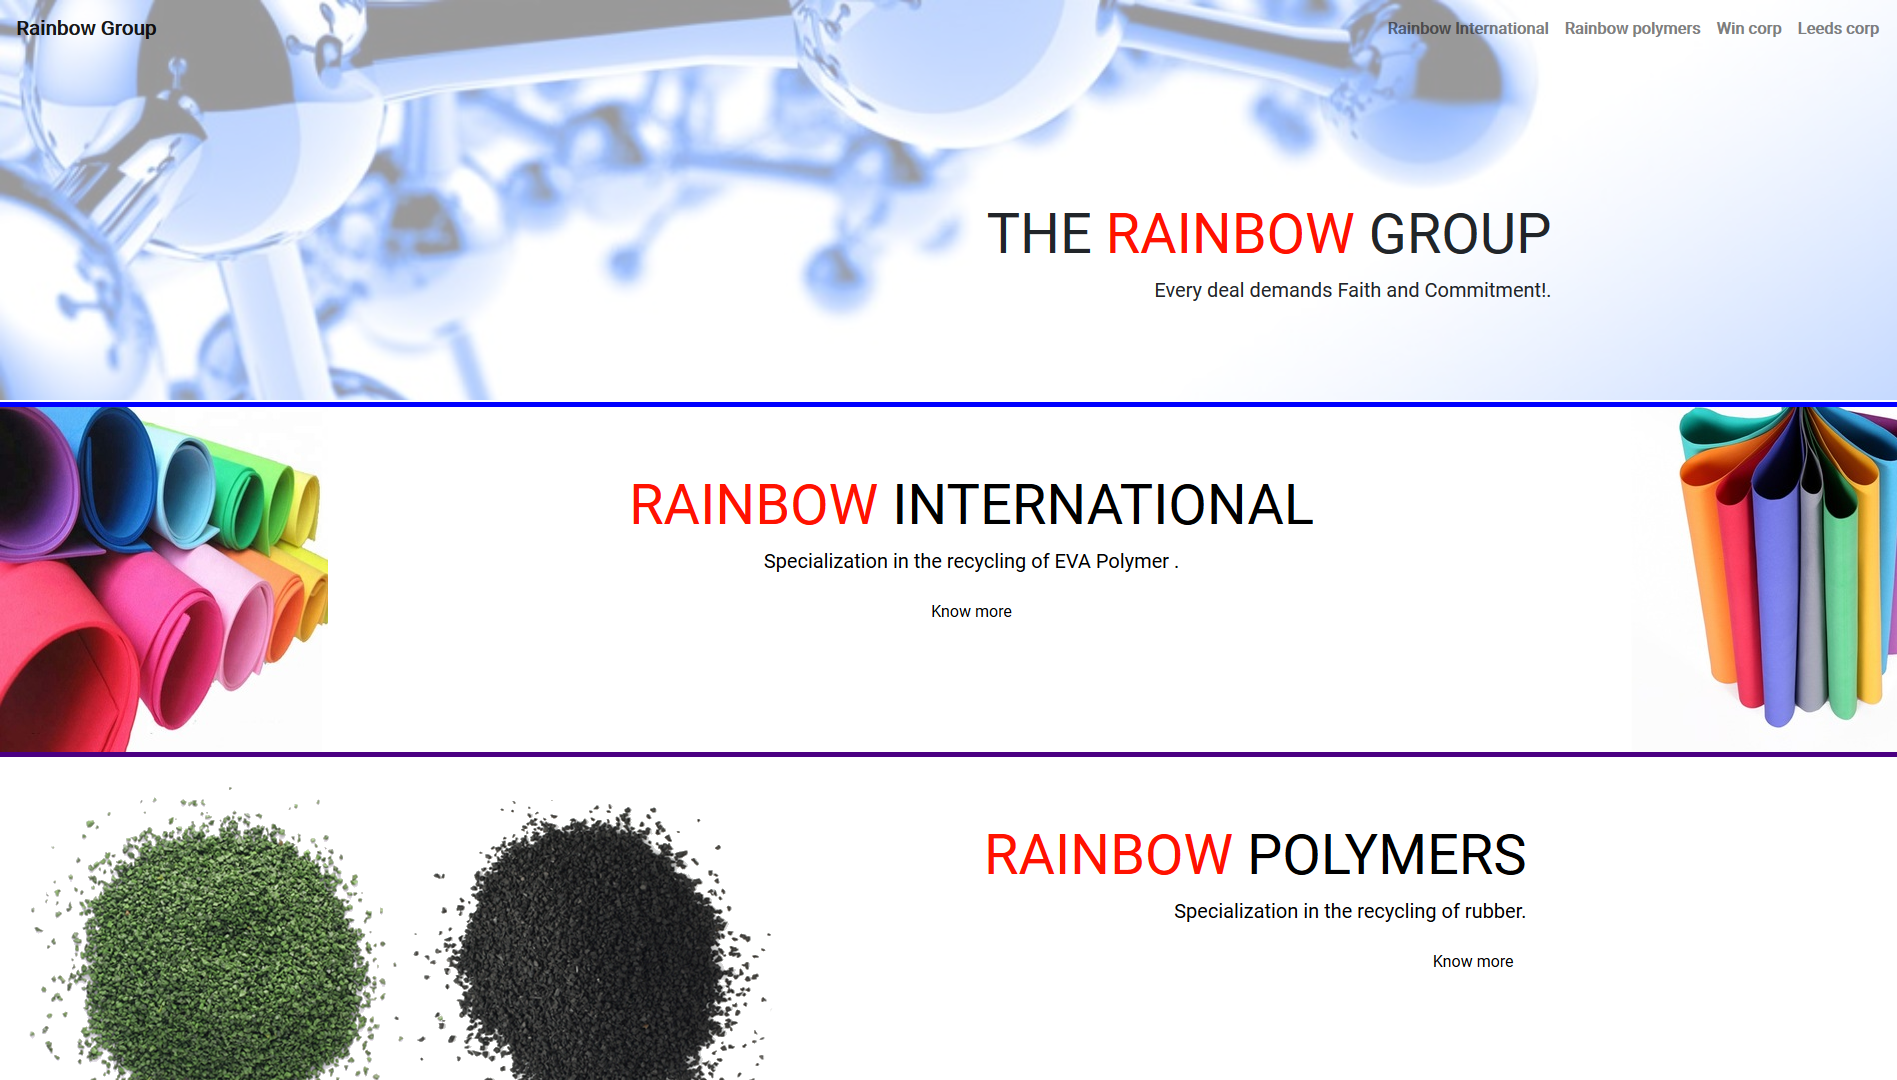 Rainbow Group
Rainbow International
Rainbow polymers
Win corp
Leeds corp
THE RAINBOW GROUP
Every deal demands Faith and Commitment!.
RAINBOW INTERNATIONAL
Specialization in the recycling of EVA Polymer .
Know more
RAINBOW POLYMERS
Specialization in the recycling of rubber.
Know more